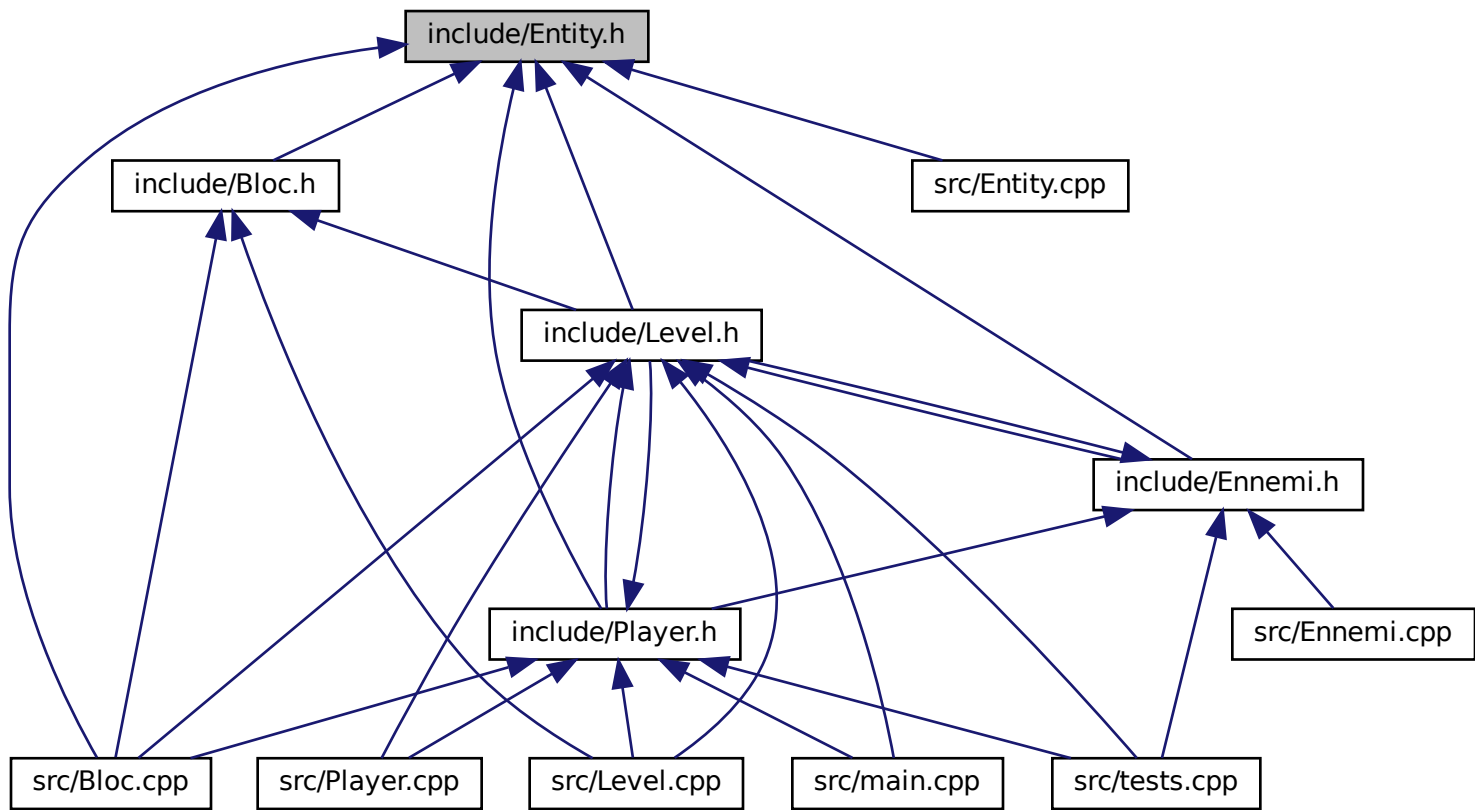 include/Entity.h
include/Bloc.h
src/Entity.cpp
include/Level.h
include/Ennemi.h
include/Player.h
src/Ennemi.cpp
src/Bloc.cpp
src/Player.cpp
src/Level.cpp
src/main.cpp
src/tests.cpp